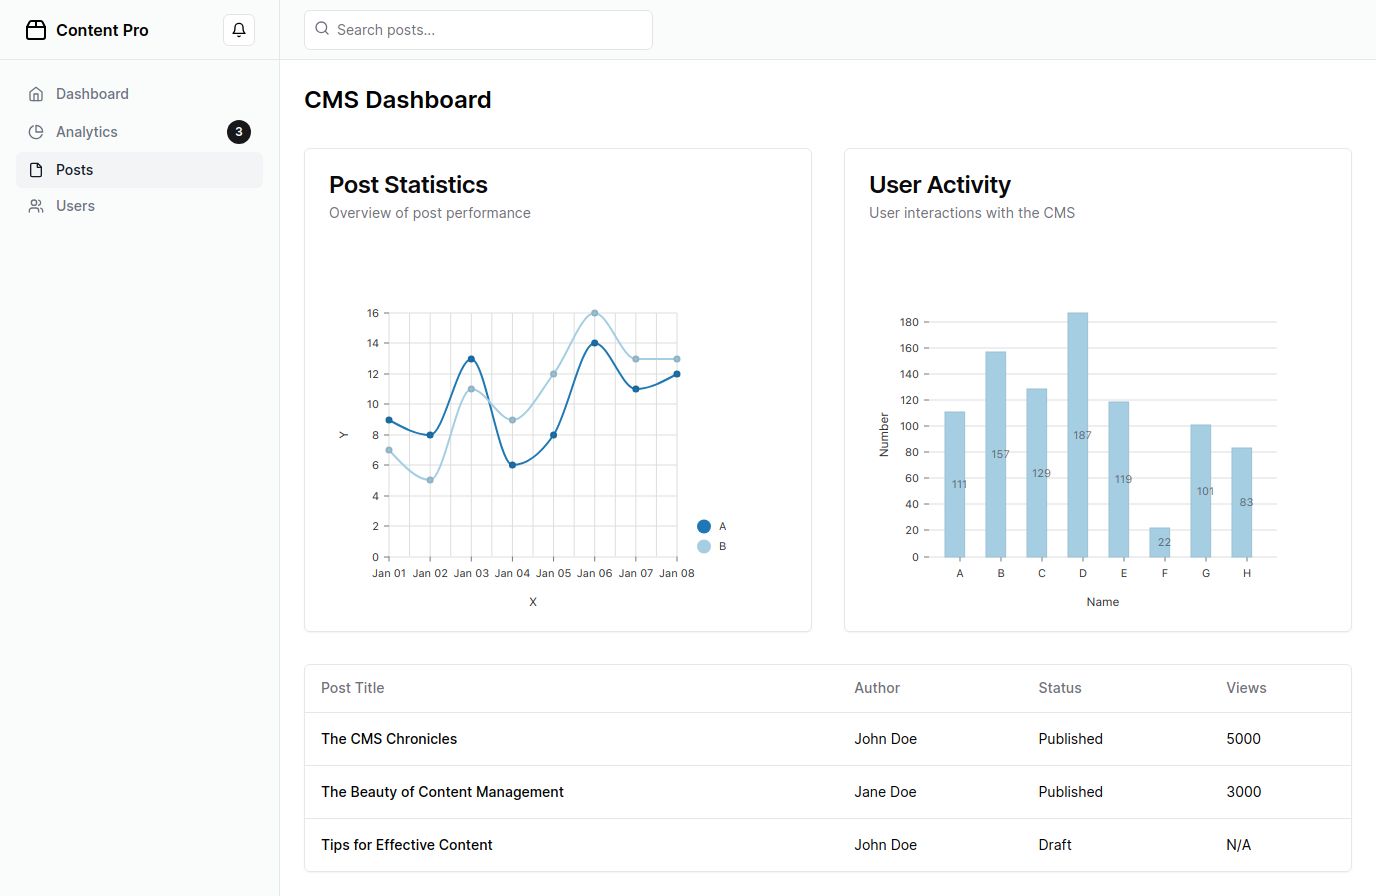 Content Pro
Search posts...
Dashboard
Analytics 3
Posts
Users
CMS Dashboard
Post Statistics
Overview of post performance
16
14
12
10
8
6
4
2
0
Y
Jan 01 Jan 02 Jan 03 Jan 04 Jan 05 Jan 06 Jan 07 Jan 08
X
A
B
User Activity
User interactions with the CMS
180
160
140
120
100
80
60
40
20
0
Number
111 157 129 187 119 22 101 83
A B C D E F G H
Name
Post Title Author Status Views
The CMS Chronicles John Doe Published 5000
The Beauty of Content Management Jane Doe Published 3000
Tips for Effective Content John Doe Draft N/A